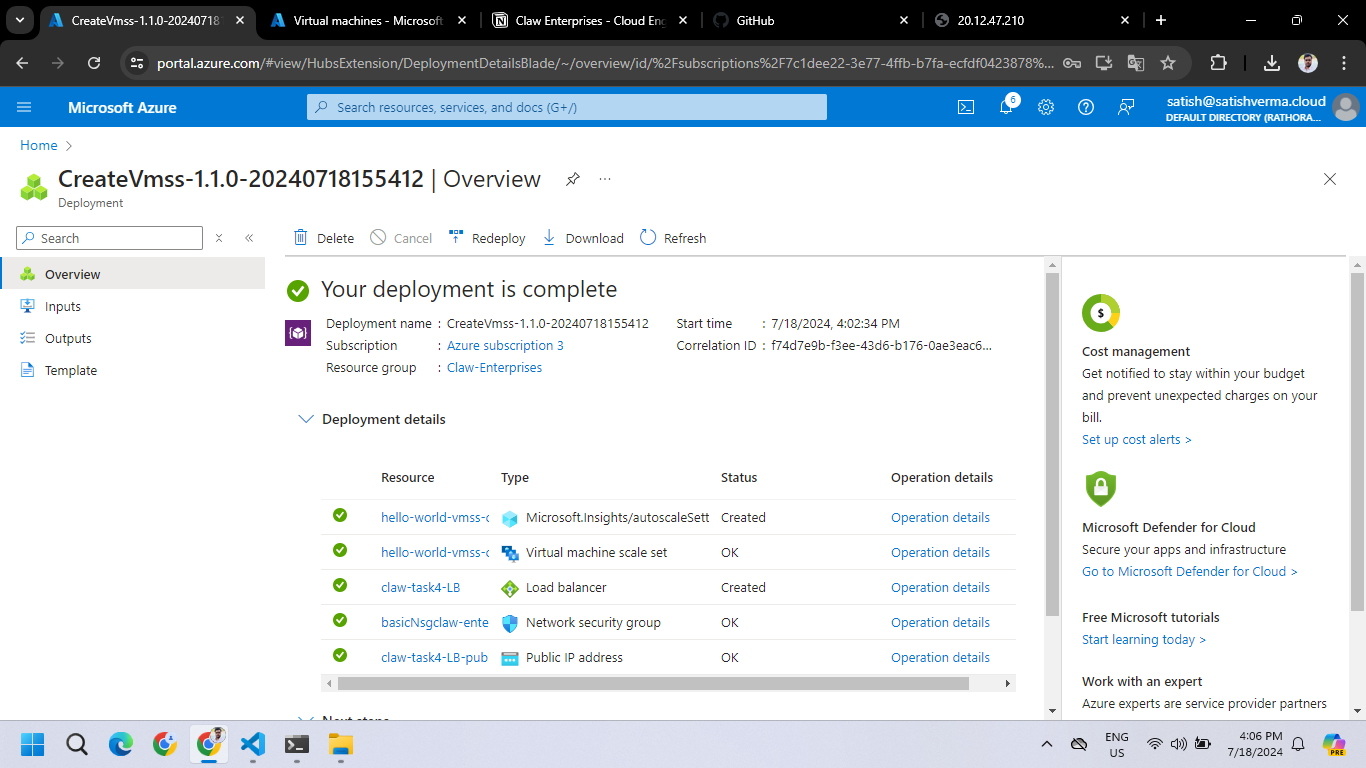 CreateVmss-1.1.0-20240718
Virtual machines - Microsoft
Claw Enterprises - Cloud Eng
GitHub
20.12.47.210
portal.azure.com/#view/HubsExtension/DeploymentDetailsBlade/~/overview/id/%2Fsubscriptions%2F7c1dee22-3e77-4ffb-b7fa-ecfdf0423878%...
Microsoft Azure
Search resources, services, and docs (G+/)
6
satish@satishverma.cloud
DEFAULT DIRECTORY (RATHORA...
Home
CreateVmss-1.1.0-20240718155412 | Overview
Deployment
Search
Delete
Cancel
Redeploy
Download
Refresh
Overview
Inputs
Outputs
Template
Your deployment is complete
Deployment name : CreateVmss-1.1.0-20240718155412
Subscription : Azure subscription 3
Resource group : Claw-Enterprises
Start time : 7/18/2024, 4:02:34 PM
Correlation ID : f74d7e9b-f3ee-43d6-b176-0ae3eac6...
Deployment details
Resource Type Status Operation details
hello-world-vmss-c Microsoft.Insights/autoscaleSett Created Operation details
hello-world-vmss-c Virtual machine scale set OK Operation details
claw-task4-LB Load balancer Created Operation details
basicNsgclaw-ente Network security group OK Operation details
claw-task4-LB-pub Public IP address OK Operation details
Next steps
$
Cost management
Get notified to stay within your budget
and prevent unexpected charges on your
bill.
Set up cost alerts >
Microsoft Defender for Cloud
Secure your apps and infrastructure
Go to Microsoft Defender for Cloud >
Free Microsoft tutorials
Start learning today >
Work with an expert
Azure experts are service provider partners
ENG
US
4:06 PM
7/18/2024
PRE